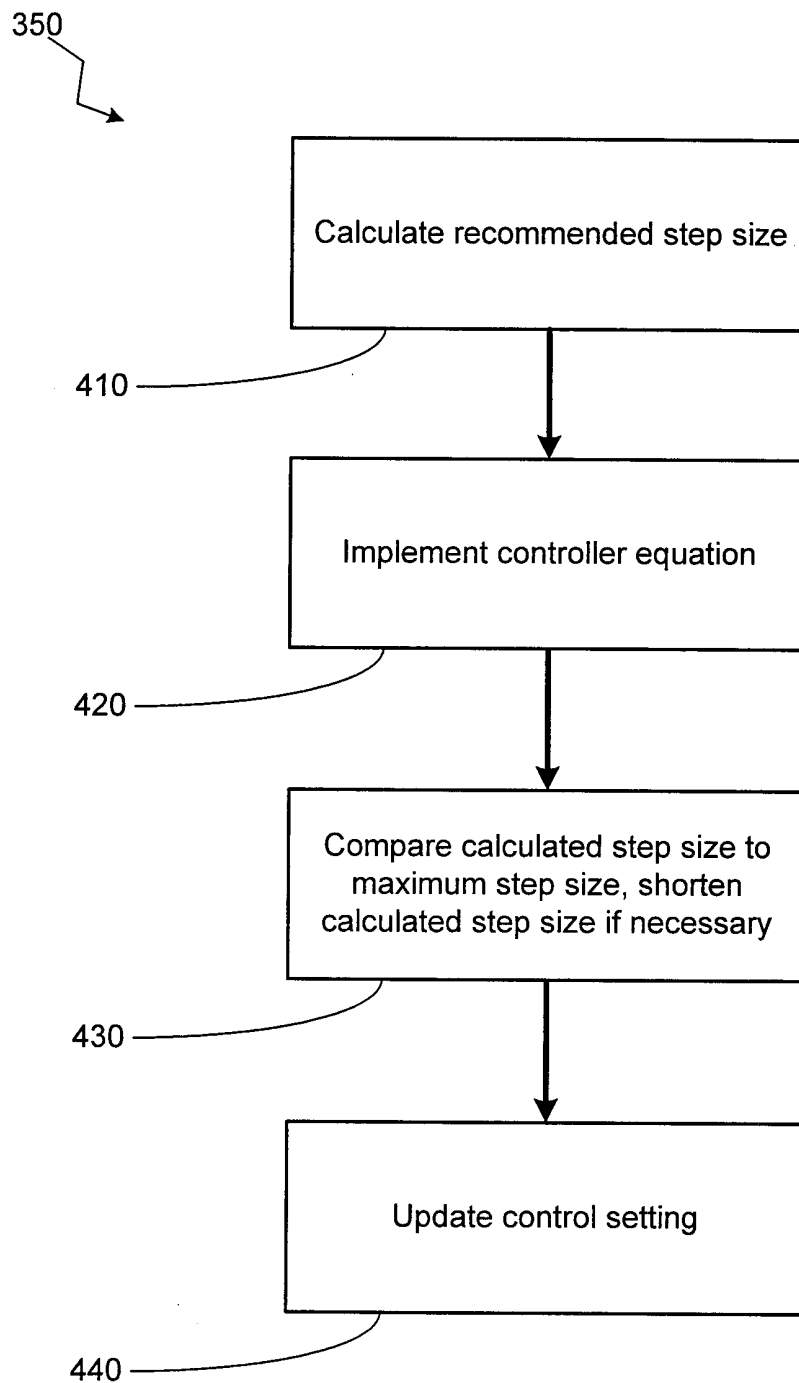 350
Calculate recommended step size
410
Implement controller equation
420
Compare calculated step size to
maximum step size, shorten
calculated step size if necessary
430
Update control setting
440